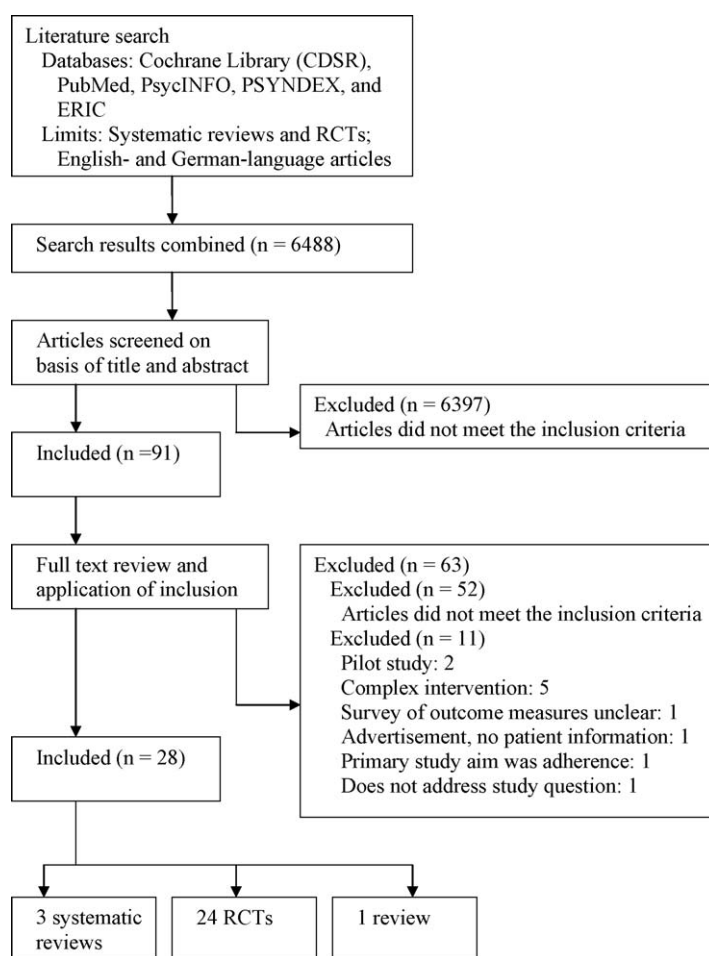 Literature search
Databases: Cochrane Library (CDSR),
PubMed, PsycINFO, PSYNDEX, and
ERIC
Limits: Systematic reviews and RCTs;
English- and German-language articles
Search results combined (n = 6488)
Articles screened on
basis of title and abstract
Excluded (n = 6397)
Articles did not meet the inclusion criteria
Included (n =91)
Full text review and
application of inclusion
Excluded (n = 63)
Excluded (n = 52)
Articles did not meet the inclusion criteria
Excluded (n = 11)
Pilot study: 2
Complex intervention: 5
Survey of outcome measures unclear: 1
Advertisement, no patient information: 1
Primary study aim was adherence: 1
Does not address study question: 1
Included (n = 28)
3 systematic
reviews
24 RCTs
1 review